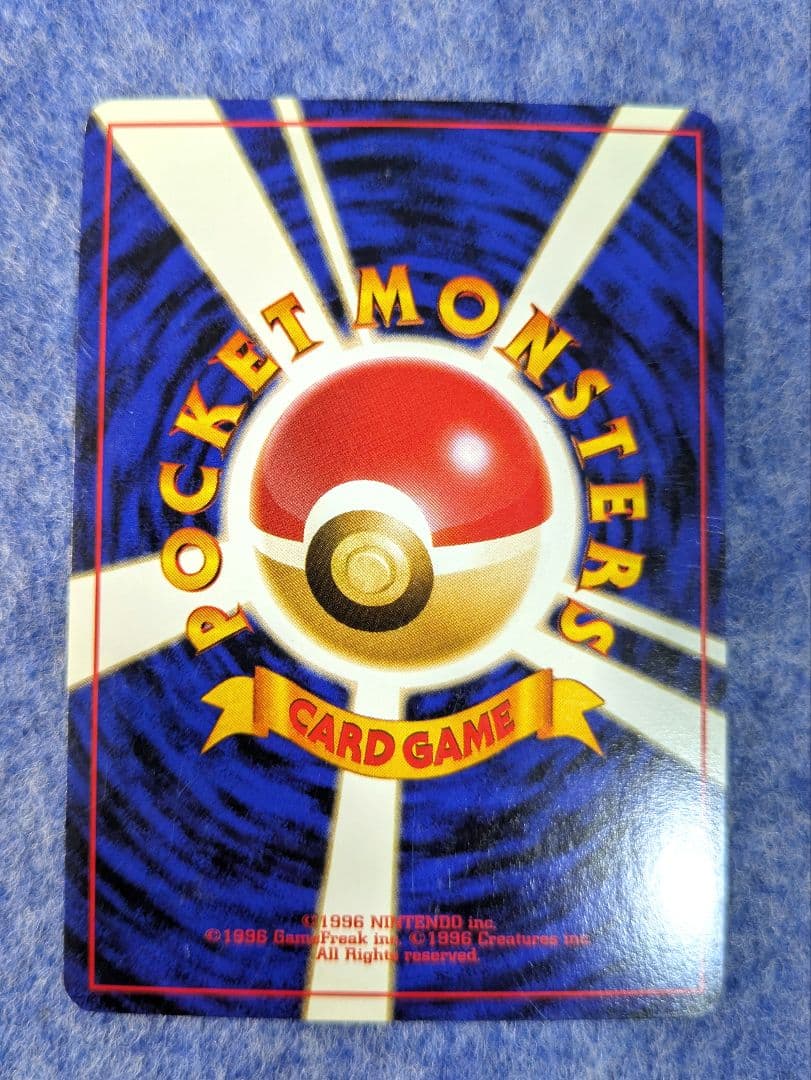 POCKET MONSTERS
CARD GAME
©1996 NINTENDO inc.
©1996 GameFreak inc. ©1996 Creatures inc.
All Rights reserved.